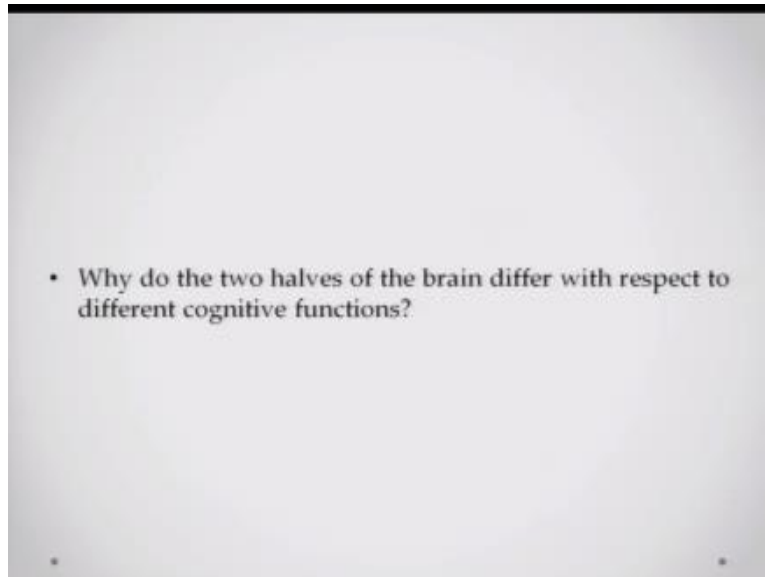 • Why do the two halves of the brain differ with respect to
different cognitive functions?